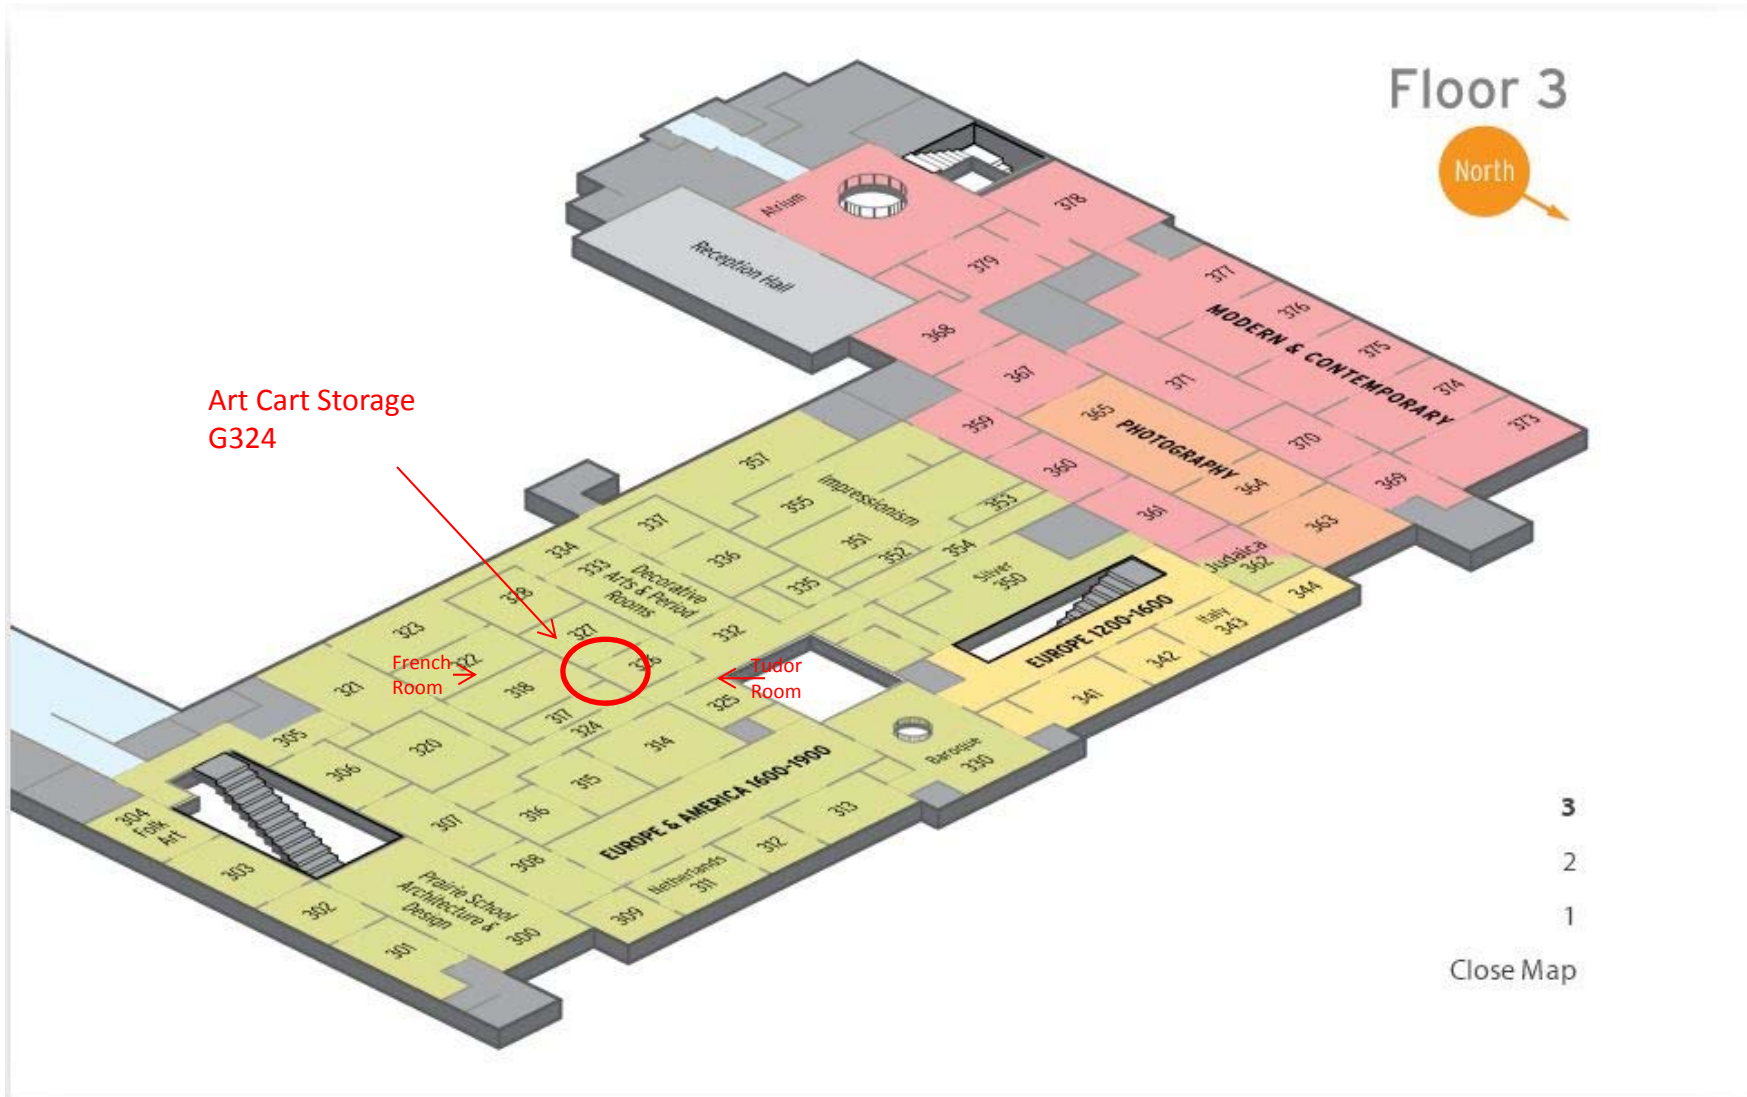 Floor 3
North
Art Cart Storage
G324
Atrium
Reception Hall
378
379
377
376
375
374
373
MODERN & CONTEMPORARY
368
367
371
370
369
365
PHOTOGRAPHY
364
363
359
360
361
Judaica
362
357
Impressionism
355
353
351
352
354
337
336
335
334
333
Decorative
Arts & Period
Rooms
332
Silver
350
328
327
326
323
322
321
French
Room
Tudor
Room
318
317
324
325
320
314
315
316
305
306
307
308
EUROPE & AMERICA 1600-1900
EUROPE 1200-1600
Italy
343
344
342
341
Baroque
330
313
312
Netherlands
311
309
304
Folk
Art
303
302
301
Prairie School
Architecture &
Design
300
3
2
1
Close Map